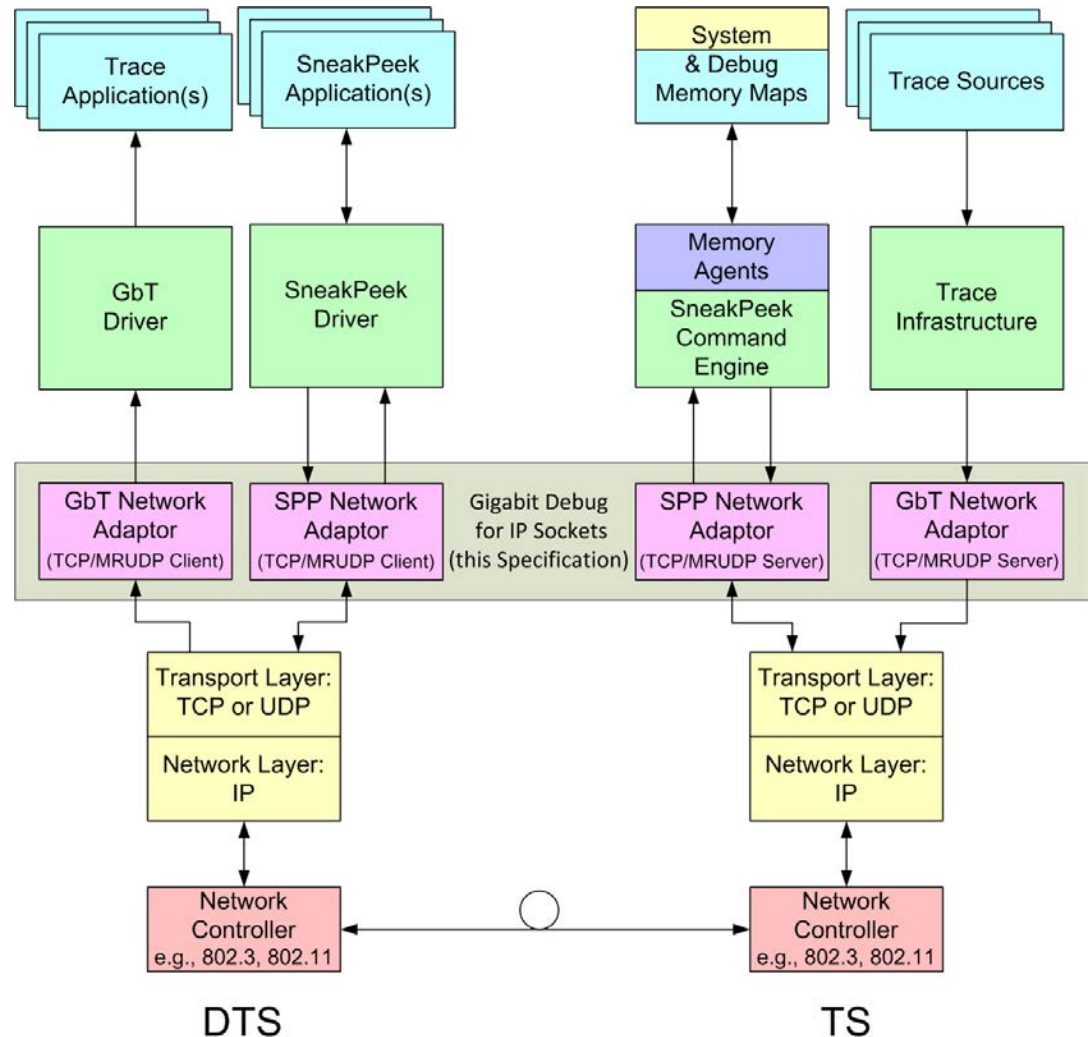 Trace
Application(s)
SneakPeek
Application(s)
System
& Debug
Memory Maps
Trace Sources
GbT
Driver
SneakPeek
Driver
Memory
Agents
SneakPeek
Command
Engine
Trace
Infrastructure
GbT Network
Adaptor
(TCP/MRUDP Client)
SPP Network
Adaptor
(TCP/MRUDP Client)
Gigabit Debug
for IP Sockets
(this Specification)
SPP Network
Adaptor
(TCP/MRUDP Server)
GbT Network
Adaptor
(TCP/MRUDP Server)
Transport Layer:
TCP or UDP
Network Layer:
IP
Transport Layer:
TCP or UDP
Network Layer:
IP
Network
Controller
e.g., 802.3, 802.11
Network
Controller
e.g., 802.3, 802.11
DTS
TS